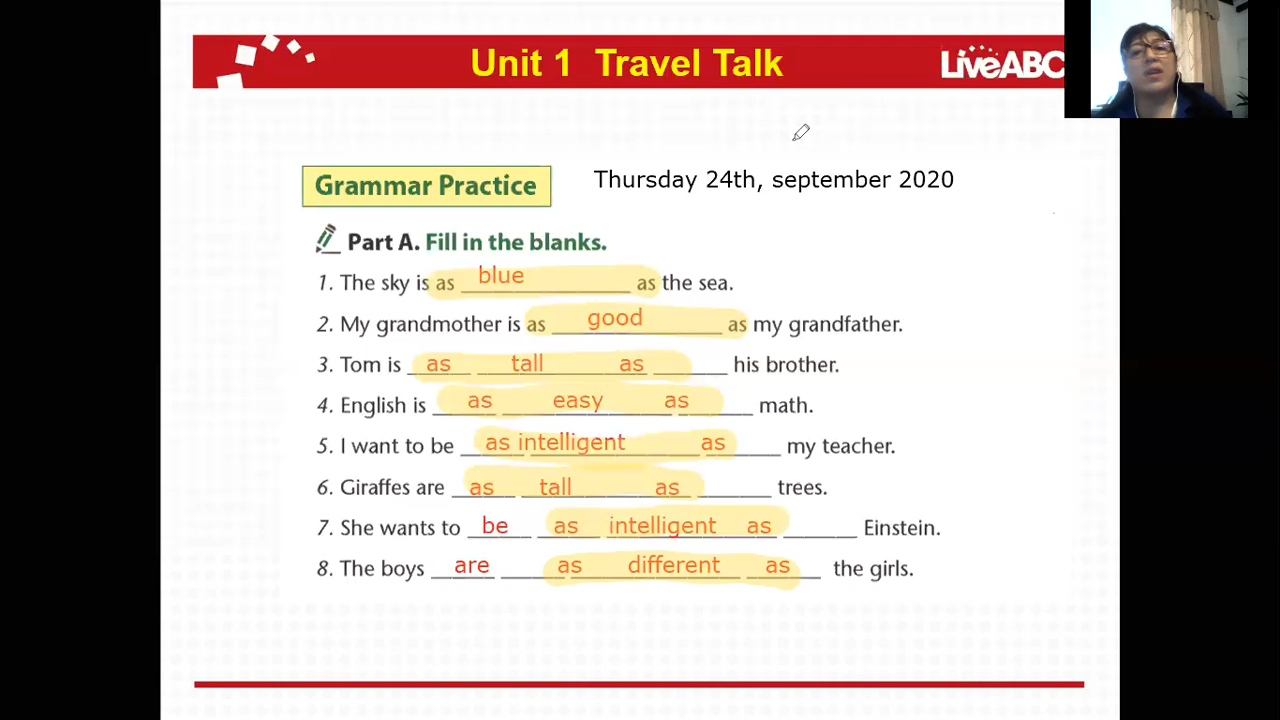 Unit 1 Travel Talk
LiveABC
Grammar Practice
Thursday 24th, september 2020
Part A. Fill in the blanks.
1. The sky is as blue as the sea.
2. My grandmother is as good as my grandfather.
3. Tom is as tall as his brother.
4. English is as easy as math.
5. I want to be as intelligent as my teacher.
6. Giraffes are as tall as trees.
7. She wants to be as intelligent as Einstein.
8. The boys are as different as the girls.